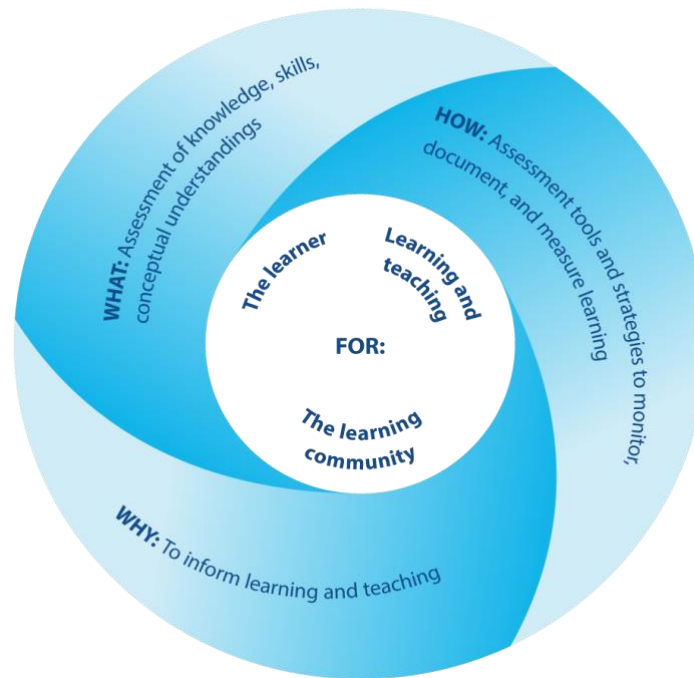 WHAT: Assessment of knowledge, skills,
conceptual understandings
HOW: Assessment tools and strategies to monitor,
document, and measure learning
The learner
Learning and
teaching
FOR:
The learning
community
WHY: To inform learning and teaching